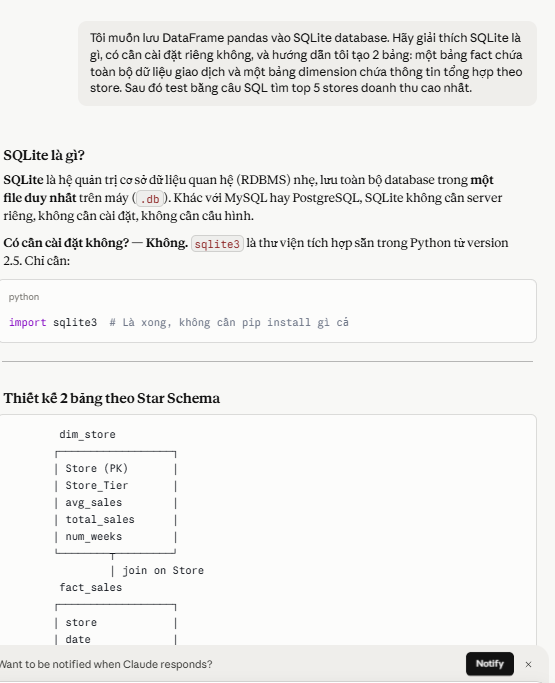 Tôi muốn lưu DataFrame pandas vào SQLite database. Hãy giải thích SQLite là
gì, có cần cài đặt riêng không, và hướng dẫn tôi tạo 2 bảng: một bảng fact chứa
toàn bộ dữ liệu giao dịch và một bảng dimension chứa thông tin tổng hợp theo
store. Sau đó test bằng câu SQL tìm top 5 stores doanh thu cao nhất.
SQLite là gì?
SQLite là hệ quản trị cơ sở dữ liệu quan hệ (RDBMS) nhẹ, lưu toàn bộ database trong một
file duy nhất trên máy (.db). Khác với MySQL hay PostgreSQL, SQLite không cần server
riêng, không cần cài đặt, không cần cấu hình.
Có cần cài đặt không? — Không. sqlite3 là thư viện tích hợp sẵn trong Python từ version
2.5. Chỉ cần:
python
import sqlite3 # Là xong, không cần pip install gì cả
Thiết kế 2 bảng theo Star Schema
dim_store
Store (PK)
Store_Tier
avg_sales
total_sales
num_weeks
join on Store
fact_sales
store
date
Want to be notified when Claude responds?
Notify
×